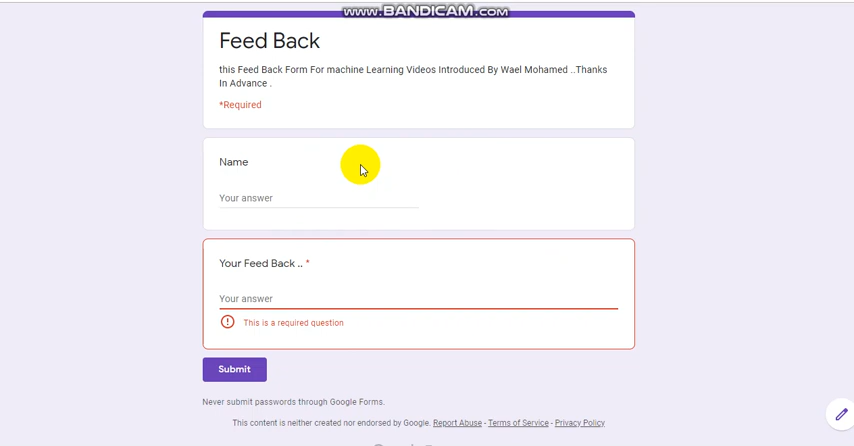 www.BANDICAM.com
Feed Back
this Feed Back Form For machine Learning Videos Introduced By Wael Mohamed ..Thanks
In Advance .
*Required
Name
Your answer
Your Feed Back .. *
Your answer
This is a required question
Submit
Never submit passwords through Google Forms.
This content is neither created nor endorsed by Google. Report Abuse - Terms of Service - Privacy Policy